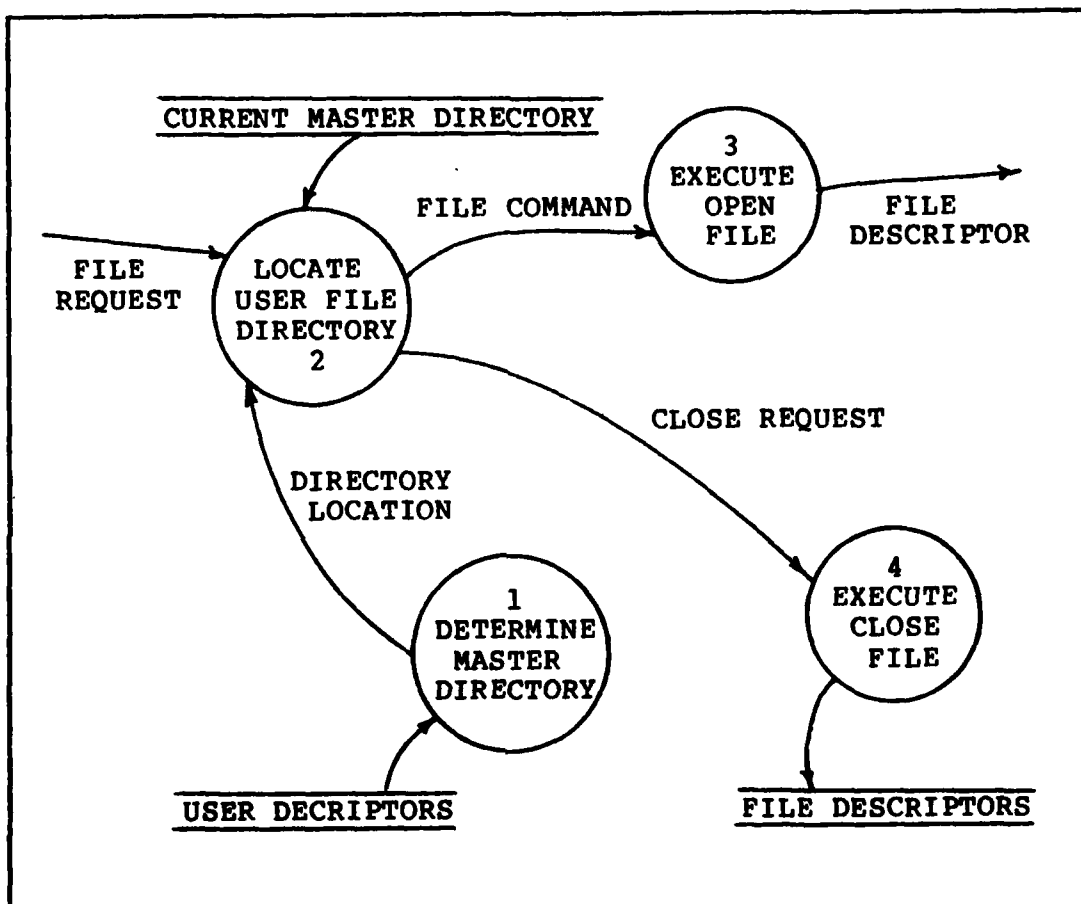 CURRENT MASTER DIRECTORY
3
EXECUTE
OPEN
FILE
FILE COMMAND
FILE
DESCRIPTOR
FILE
REQUEST
LOCATE
USER FILE
DIRECTORY
2
CLOSE REQUEST
DIRECTORY
LOCATION
1
DETERMINE
MASTER
DIRECTORY
4
EXECUTE
CLOSE
FILE
USER DECRIPTORS
FILE DESCRIPTORS